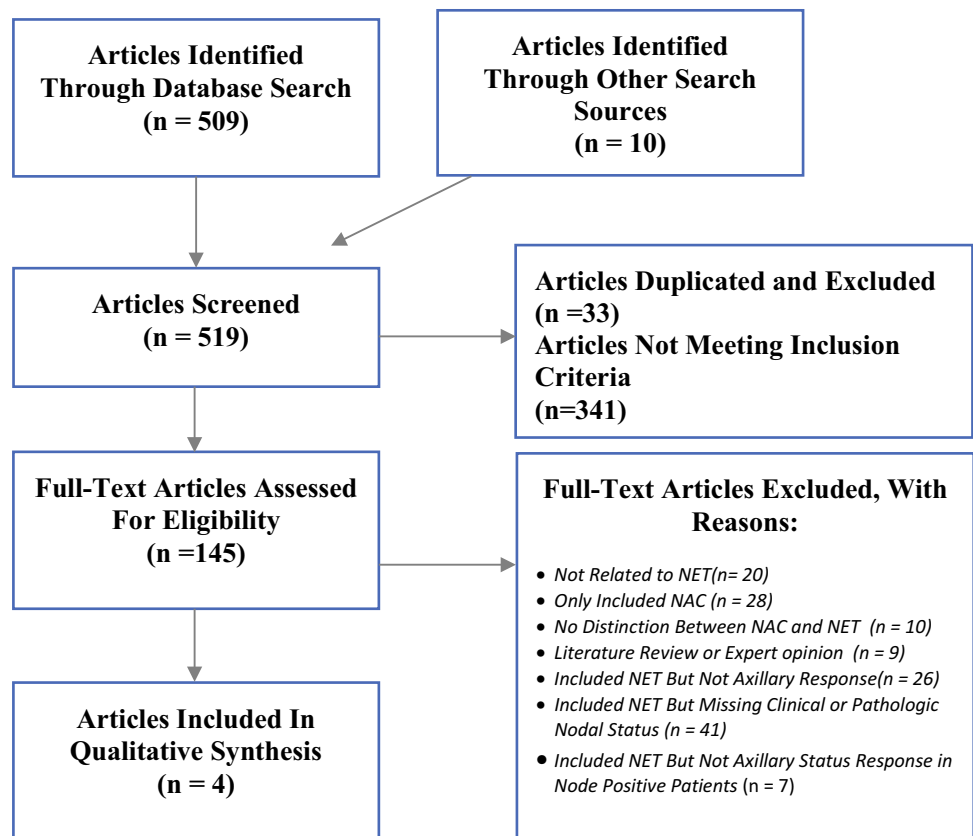 Articles Identified
Through Database Search
(n = 509)
Articles Identified
Through Other Search
Sources
(n = 10)
Articles Screened
(n = 519)
Articles Duplicated and Excluded
(n =33)
Articles Not Meeting Inclusion
Criteria
(n=341)
Full-Text Articles Assessed
For Eligibility
(n =145)
Full-Text Articles Excluded, With
Reasons:
• Not Related to NET(n= 20)
• Only Included NAC (n = 28)
• No Distinction Between NAC and NET (n = 10)
• Literature Review or Expert opinion (n = 9)
• Included NET But Not Axillary Response(n = 26)
• Included NET But Missing Clinical or Pathologic
Nodal Status (n = 41)
• Included NET But Not Axillary Status Response in
Node Positive Patients (n = 7)
Articles Included In
Qualitative Synthesis
(n = 4)